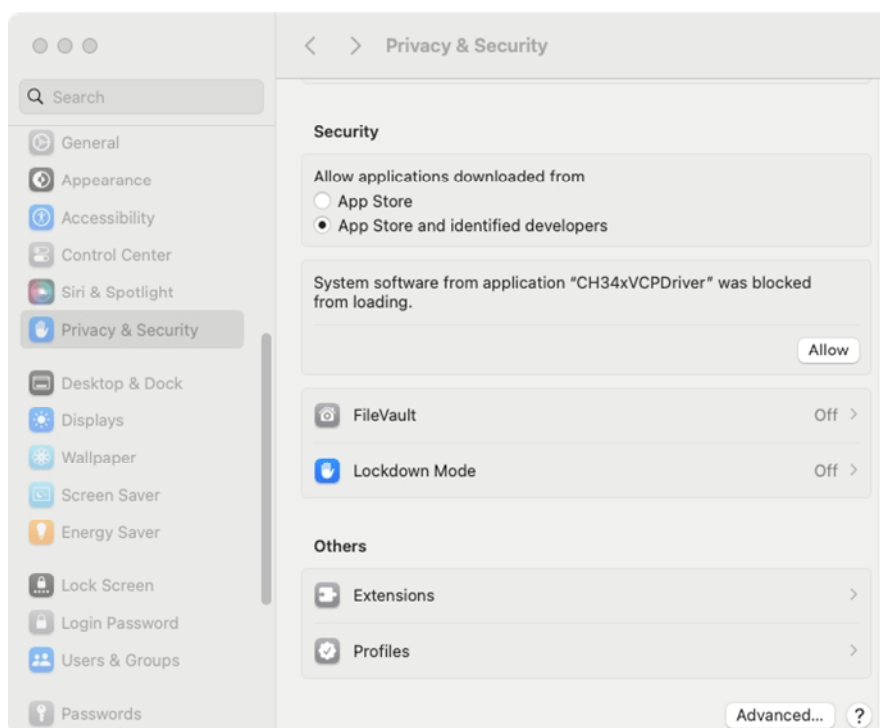 Privacy & Security
Search
General
Appearance
Accessibility
Control Center
Siri & Spotlight
Privacy & Security
Desktop & Dock
Displays
Wallpaper
Screen Saver
Energy Saver
Lock Screen
Login Password
Users & Groups
Passwords
Security
Allow applications downloaded from
App Store
App Store and identified developers
System software from application “CH34xVCPDriver” was blocked
from loading.
Allow
FileVault Off
Lockdown Mode Off
Others
Extensions
Profiles
Advanced... ?